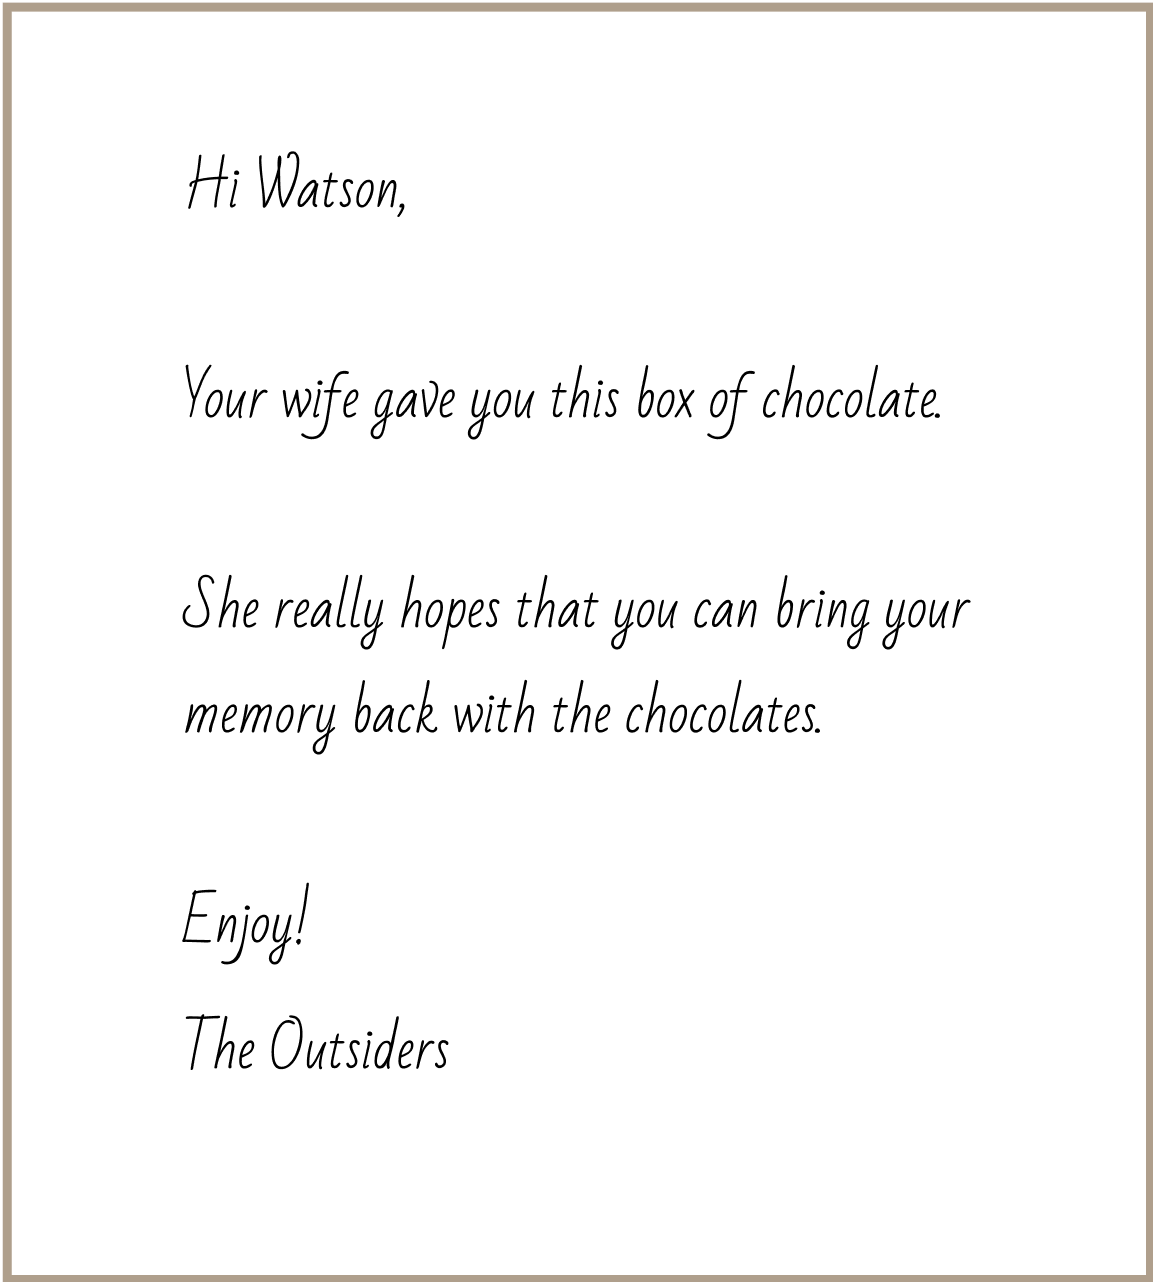 Hi Watson,
Your wife gave you this box of chocolate.
She really hopes that you can bring your
memory back with the chocolates.
Enjoy!
The Outsiders